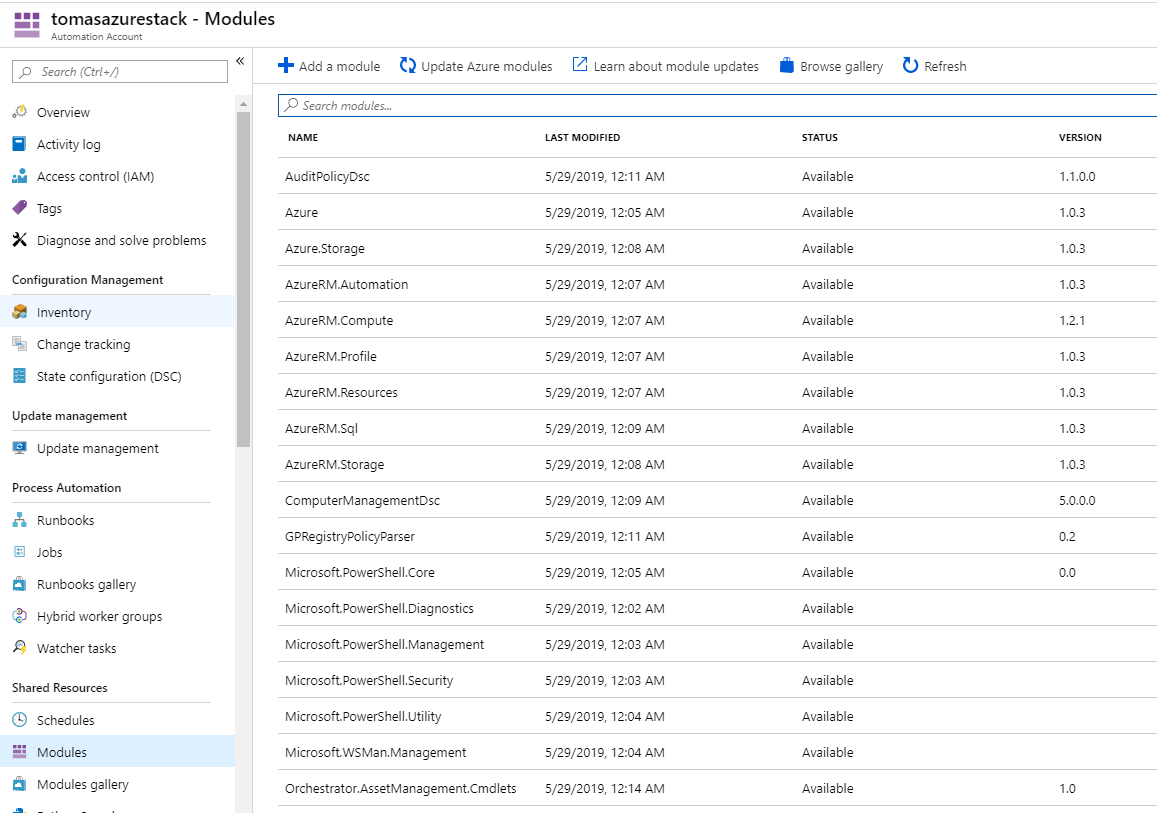 tomasazurestack - Modules
Automation Account
Search (Ctrl+/)
«
Overview
Activity log
Access control (IAM)
Tags
Diagnose and solve problems
Configuration Management
Inventory
Change tracking
State configuration (DSC)
Update management
Update management
Process Automation
Runbooks
Jobs
Runbooks gallery
Hybrid worker groups
Watcher tasks
Shared Resources
Schedules
Modules
Modules gallery
Add a module Update Azure modules Learn about module updates Browse gallery Refresh
Search modules...
NAME LAST MODIFIED STATUS VERSION
AuditPolicyDsc 5/29/2019, 12:11 AM Available 1.1.0.0
Azure 5/29/2019, 12:05 AM Available 1.0.3
Azure.Storage 5/29/2019, 12:08 AM Available 1.0.3
AzureRM.Automation 5/29/2019, 12:07 AM Available 1.0.3
AzureRM.Compute 5/29/2019, 12:07 AM Available 1.2.1
AzureRM.Profile 5/29/2019, 12:07 AM Available 1.0.3
AzureRM.Resources 5/29/2019, 12:07 AM Available 1.0.3
AzureRM.Sql 5/29/2019, 12:09 AM Available 1.0.3
AzureRM.Storage 5/29/2019, 12:08 AM Available 1.0.3
ComputerManagementDsc 5/29/2019, 12:09 AM Available 5.0.0.0
GPRegistryPolicyParser 5/29/2019, 12:11 AM Available 0.2
Microsoft.PowerShell.Core 5/29/2019, 12:05 AM Available 0.0
Microsoft.PowerShell.Diagnostics 5/29/2019, 12:02 AM Available
Microsoft.PowerShell.Management 5/29/2019, 12:03 AM Available
Microsoft.PowerShell.Security 5/29/2019, 12:03 AM Available
Microsoft.PowerShell.Utility 5/29/2019, 12:04 AM Available
Microsoft.WSMan.Management 5/29/2019, 12:04 AM Available
Orchestrator.AssetManagement.Cmdlets 5/29/2019, 12:14 AM Available 1.0